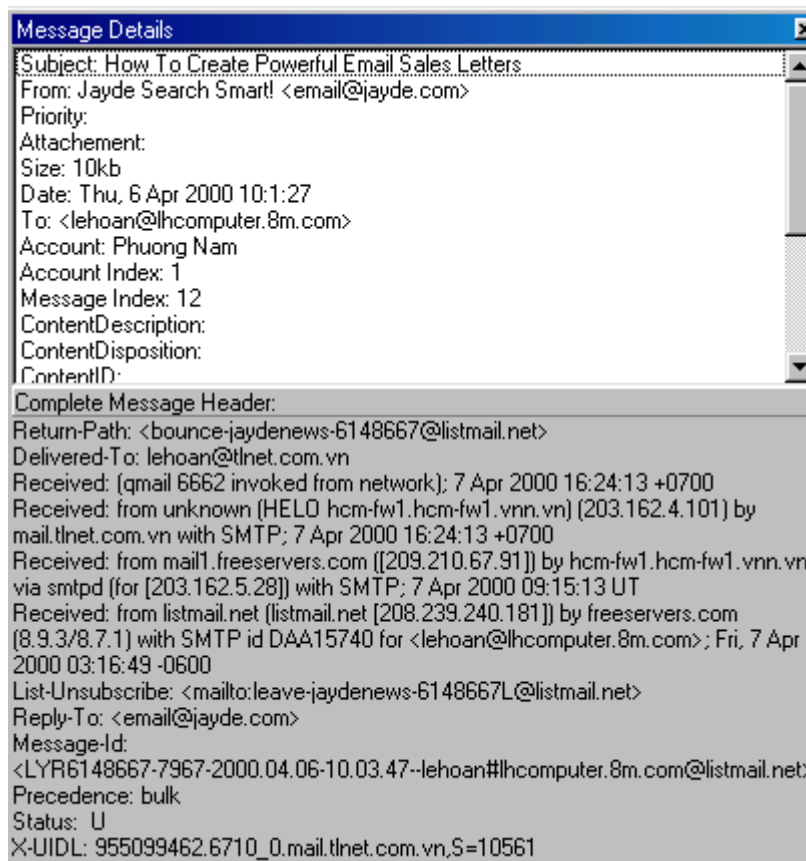 Message Details
Subject: How To Create Powerful Email Sales Letters
From: Jayde Search Smart! <email@jayde.com>
Priority:
Attachement:
Size: 10kb
Date: Thu, 6 Apr 2000 10:1:27
To: <lehoan@lhcomputer.8m.com>
Account: Phuong Nam
Account Index: 1
Message Index: 12
ContentDescription:
ContentDisposition:
ContentID:
Complete Message Header:
Return-Path: <bounce-jaydenews-6148667@listmail.net>
Delivered-To: lehoan@tlnet.com.vn
Received: (qmail 6662 invoked from network); 7 Apr 2000 16:24:13 +0700
Received: from unknown (HELO hcm-fw1.hcm-fw1.vnn.vn) (203.162.4.101) by
mail.tlnet.com.vn with SMTP; 7 Apr 2000 16:24:13 +0700
Received: from mail1.freeservers.com ([209.210.67.91]) by hcm-fw1.hcm-fw1.vnn.vn
via smtpd (for [203.162.5.28]) with SMTP; 7 Apr 2000 09:15:13 UT
Received: from listmail.net (listmail.net [208.239.240.181]) by freeservers.com
(8.9.3/8.7.1) with SMTP id DAA15740 for <lehoan@lhcomputer.8m.com>; Fri, 7 Apr
2000 03:16:49 -0600
List-Unsubscribe: <mailto:leave-jaydenews-6148667L@listmail.net>
Reply-To: <email@jayde.com>
Message-Id:
<LYR6148667-7967-2000.04.06-10.03.47--lehoan#lhcomputer.8m.com@listmail.net>
Precedence: bulk
Status: U
X-UIDL: 955099462.6710_0.mail.tlnet.com.vn,S=10561